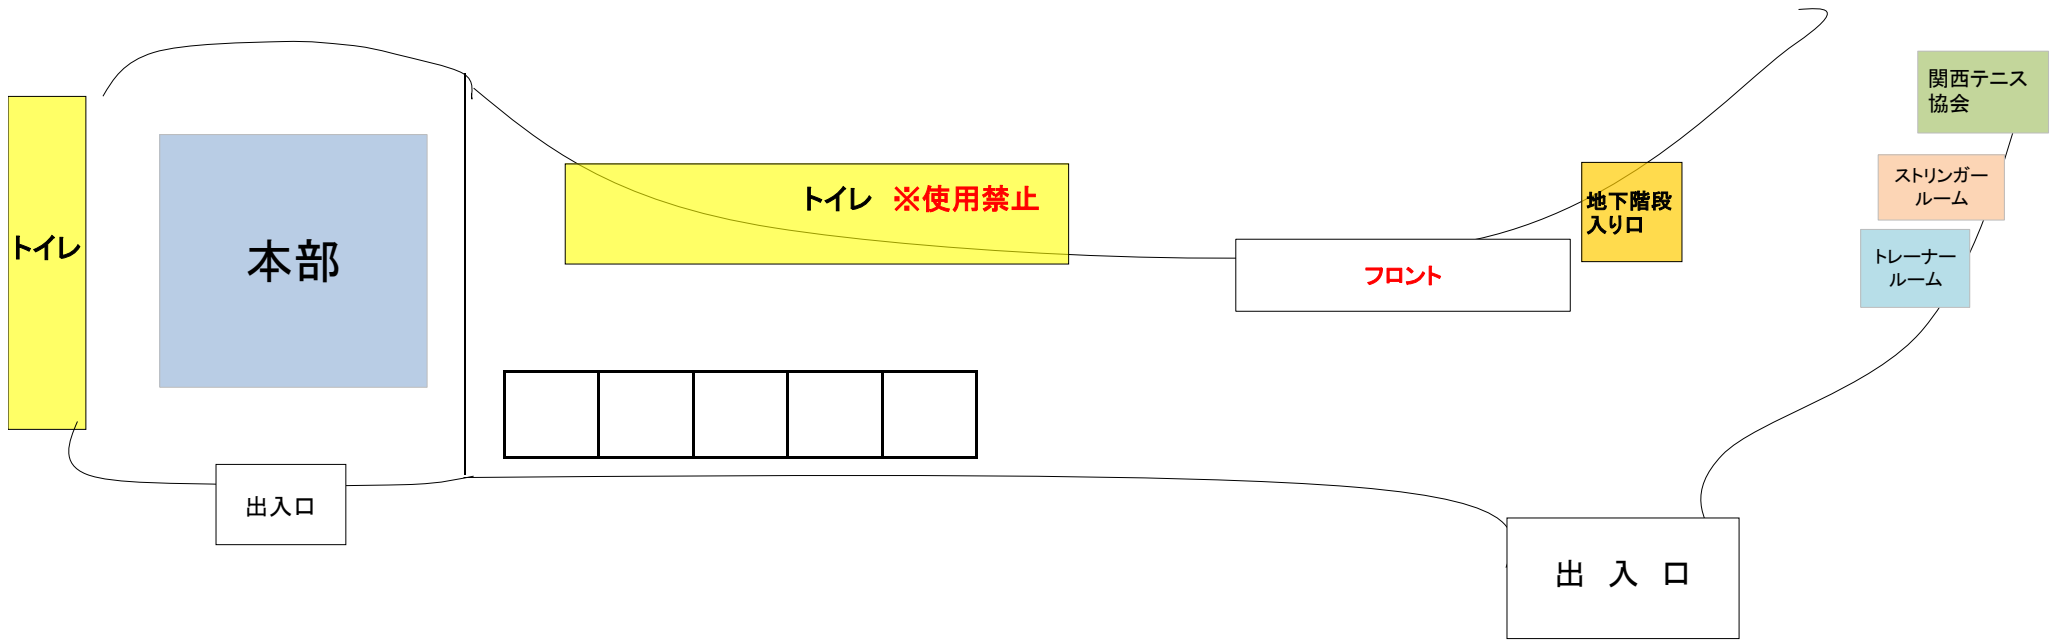 関西テニス
協会
ストリンガー
ルーム
トイレ ※使用禁止
地下階段
入り口
トイレ
本部
トレーナー
ルーム
フロント
出入口
出 入 口